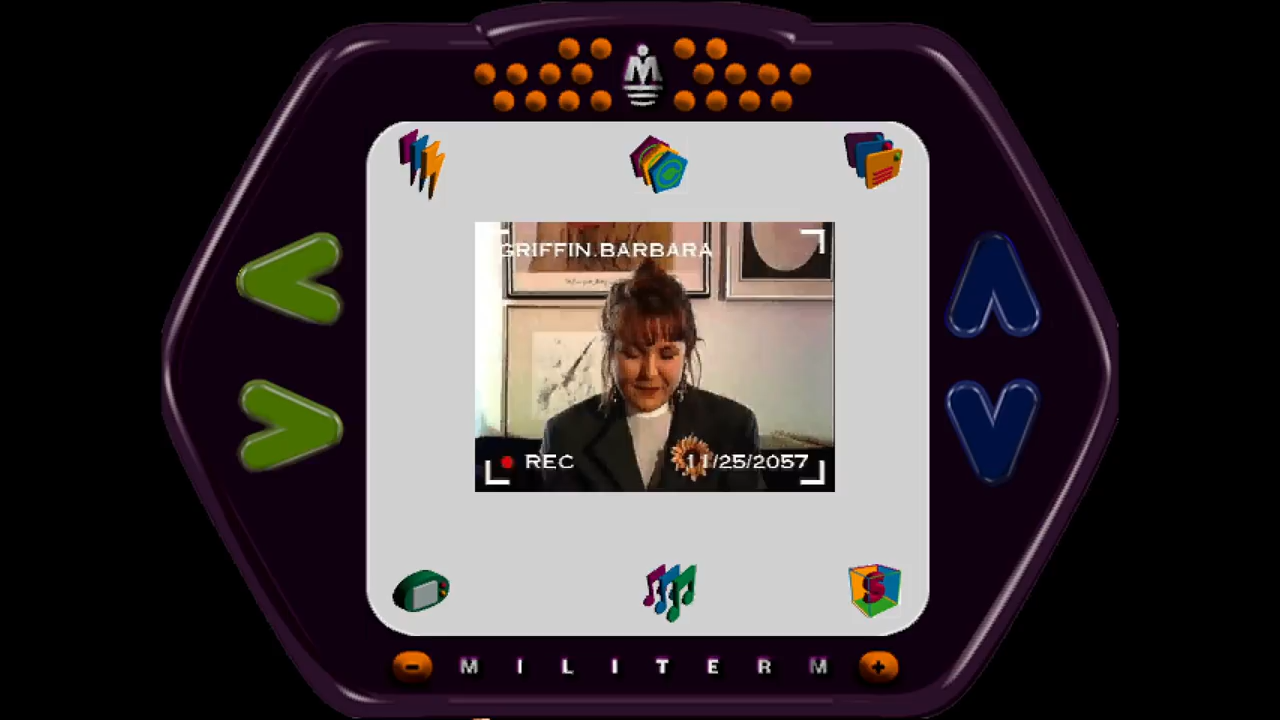 M
GRIFFIN.BARBARA
REC 11/25/2057
S
- M I L I T E R M +